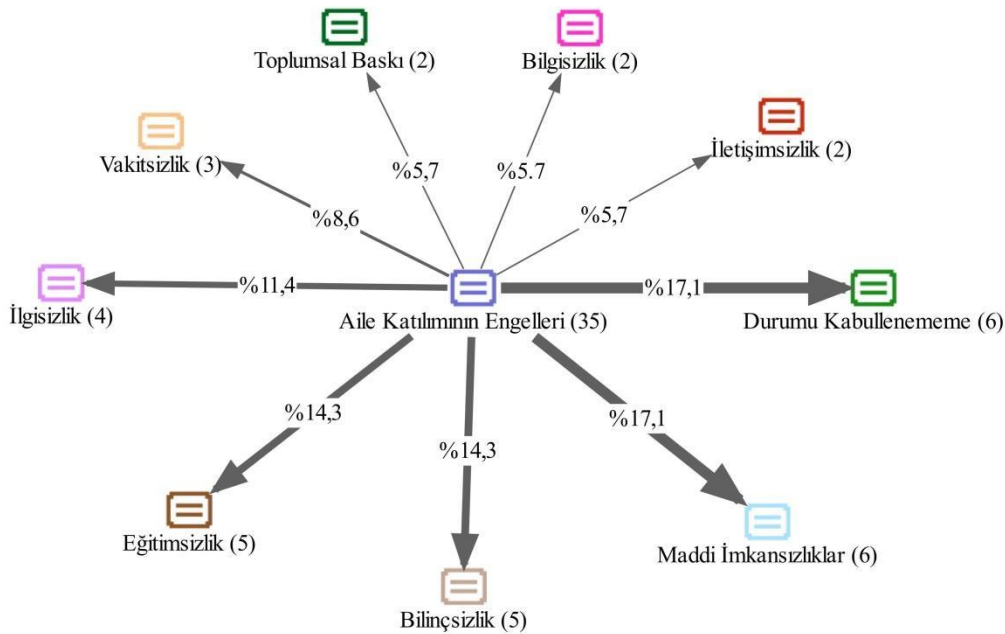 Toplumsal Baskı (2)
Bilgisizlik (2)
İletişimsizlik (2)
Vakitsizlik (3)
%5,7
%5.7
%5,7
%8,6
%11,4
%17,1
İlgisizlik (4)
Aile Katılımının Engelleri (35)
Durumu Kabullenememe (6)
%14,3
%14,3
%17,1
Eğitimsizlik (5)
Maddi İmkansızlıklar (6)
Bilinçsizlik (5)